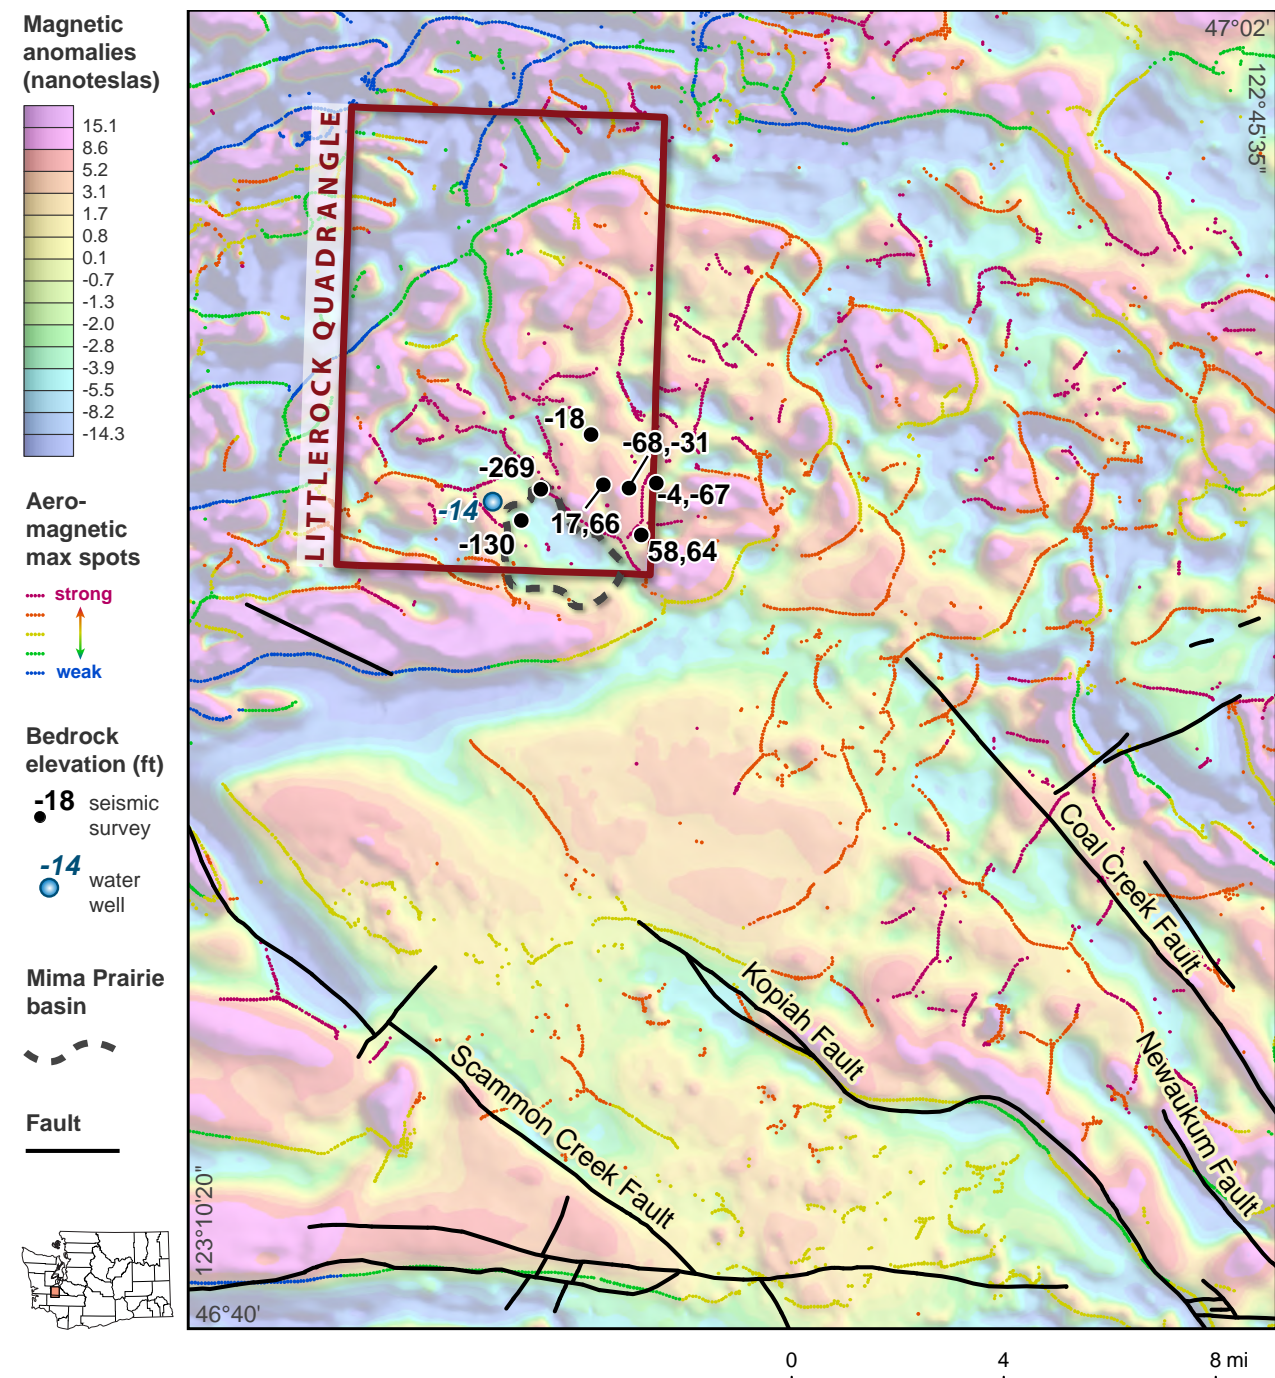 Magnetic
anomalies
(nanoteslas)
15.1
8.6
5.2
3.1
1.7
0.8
0.1
-0.7
-1.3
-2.0
-2.8
-3.9
-5.5
-8.2
-14.3
Aero-
magnetic
max spots
strong
weak
Bedrock
elevation (ft)
-18
seismic
survey
-14
water
well
Mima Prairie
basin
Fault
47°02'
122°45'35"
LITTLEROCK QUADRANGLE
-18
-68,-31
-269
-4,-67
-14
17,66
-130
58,64
Coal Creek Fault
Kopiah Fault
Newaukum Fault
Scammon Creek Fault
123°10'20"
46°40'
0 4 8 mi